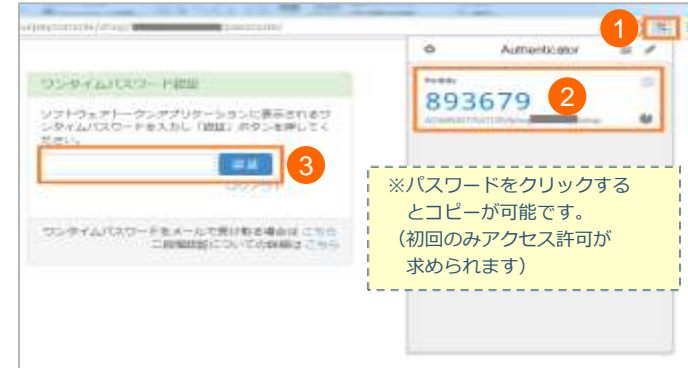 1
Authenticator
893679
2
ワンタイムパスワード認証
ソフトウェアトークンアプリケーションに表示されるワ
ンタイムパスワードを入力し「認証」ボタンを押してく
ださい。
認証
3
ログアウト
ワンタイムパスワードをメールで受け取る場合は こちら
二段階認証についての詳細は こちら
※パスワードをクリックする
とコピーが可能です。
(初回のみアクセス許可が
求められます)